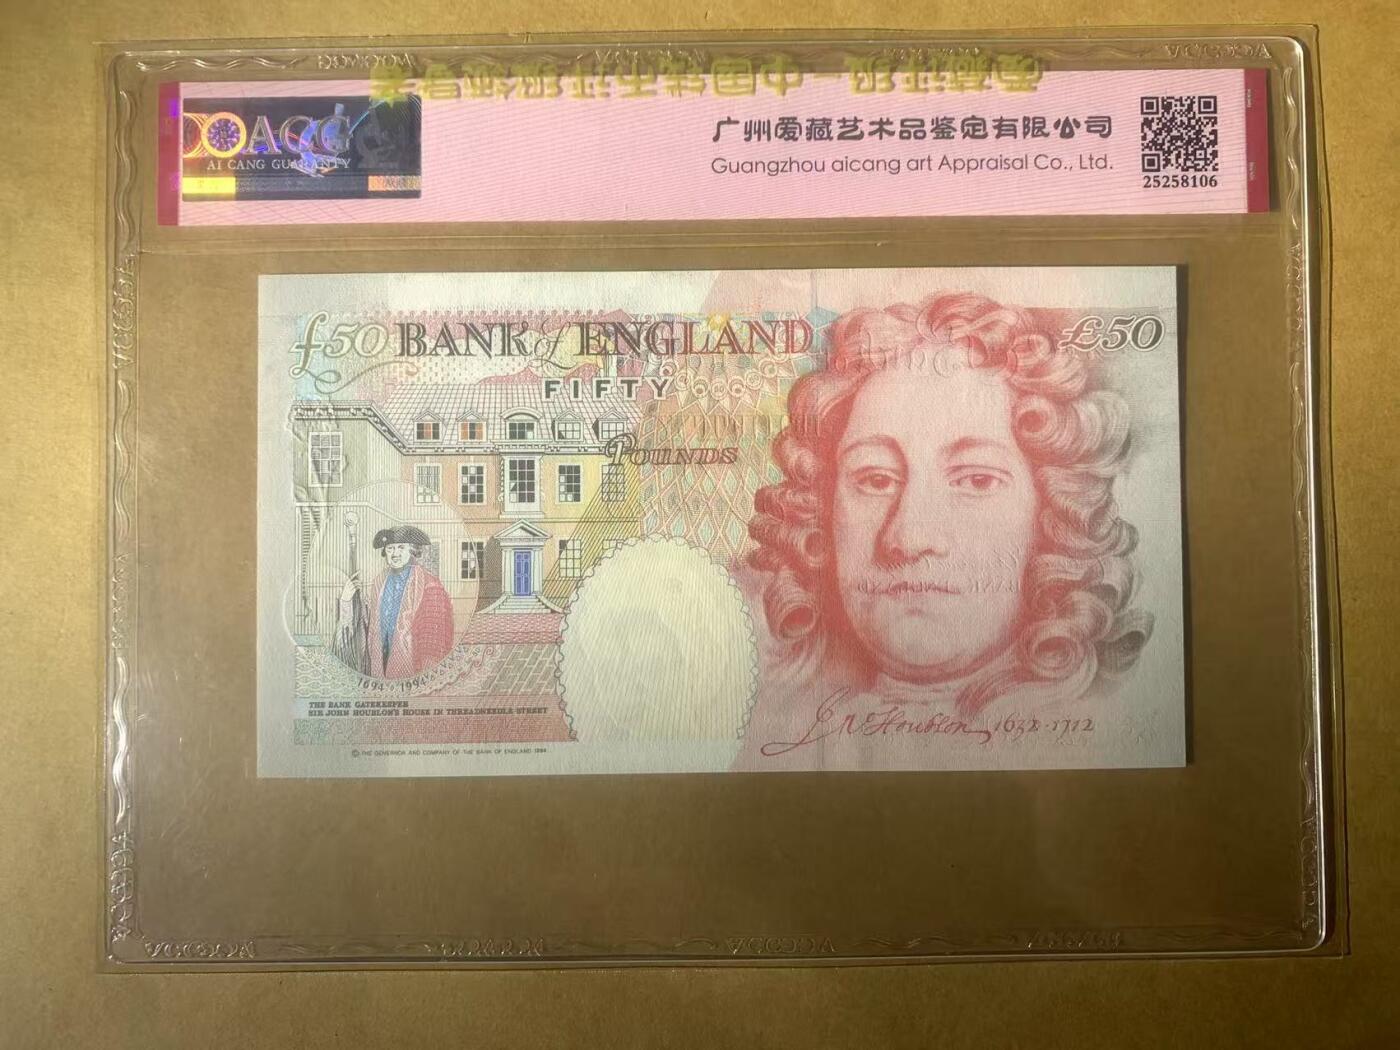 ACG
AI CANG GUARANTY
广州爱藏艺术品鉴定有限公司
Guangzhou aicang art Appraisal Co., Ltd.
25258106
£50 BANK of ENGLAND £50
FIFTY
POUNDS
1694 1994
THE BANK GATEKEEPER
SIR JOHN HOUBLON'S HOUSE IN THREADNEEDLE STREET
© THE GOVERNOR AND COMPANY OF THE BANK OF ENGLAND 1994
Jn Houblon 1632-1712